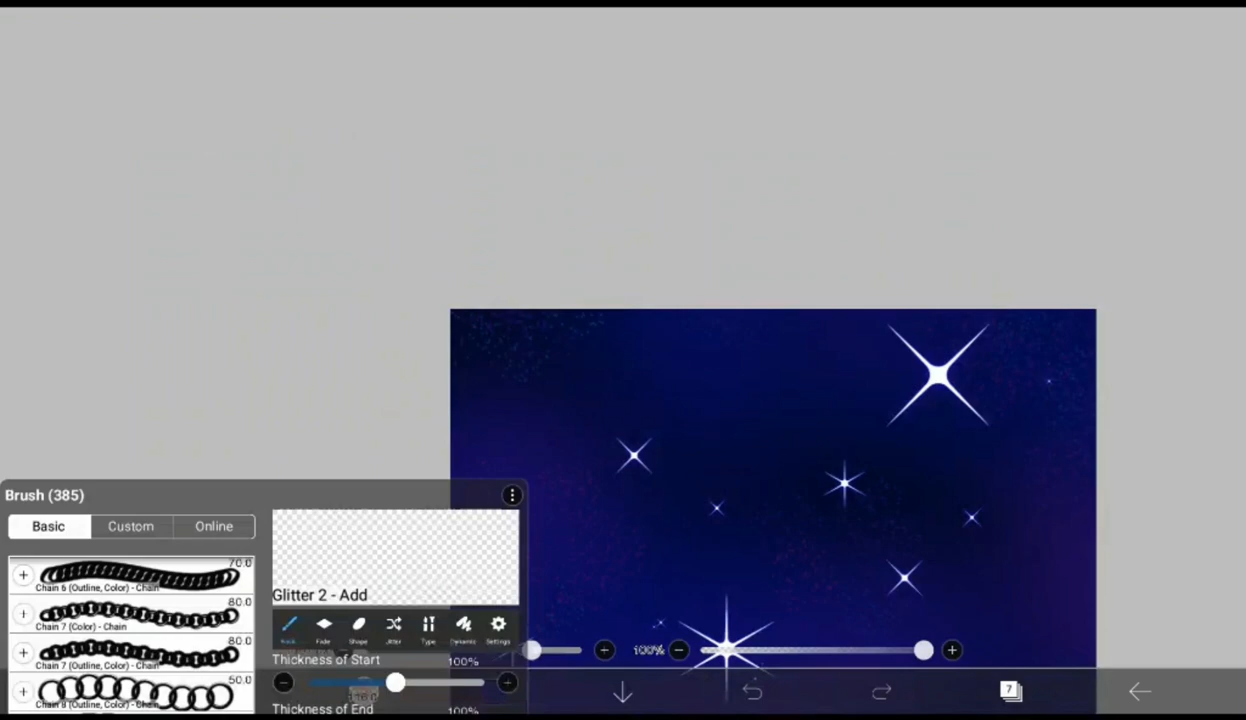 Brush (385)
Basic
Custom
Online
70.0
Chain 6 (Outline, Color) - Chain
80.0
Chain 7 (Color) - Chain
80.0
Chain 7 (Outline, Color) - Chain
50.0
Chain 8 (Outline, Color) - Chain
Glitter 2 - Add
Fade
Shape
Jitter
Type
Dynamic
Settings
Thickness of Start
100%
Thickness of End
100%
100%
7